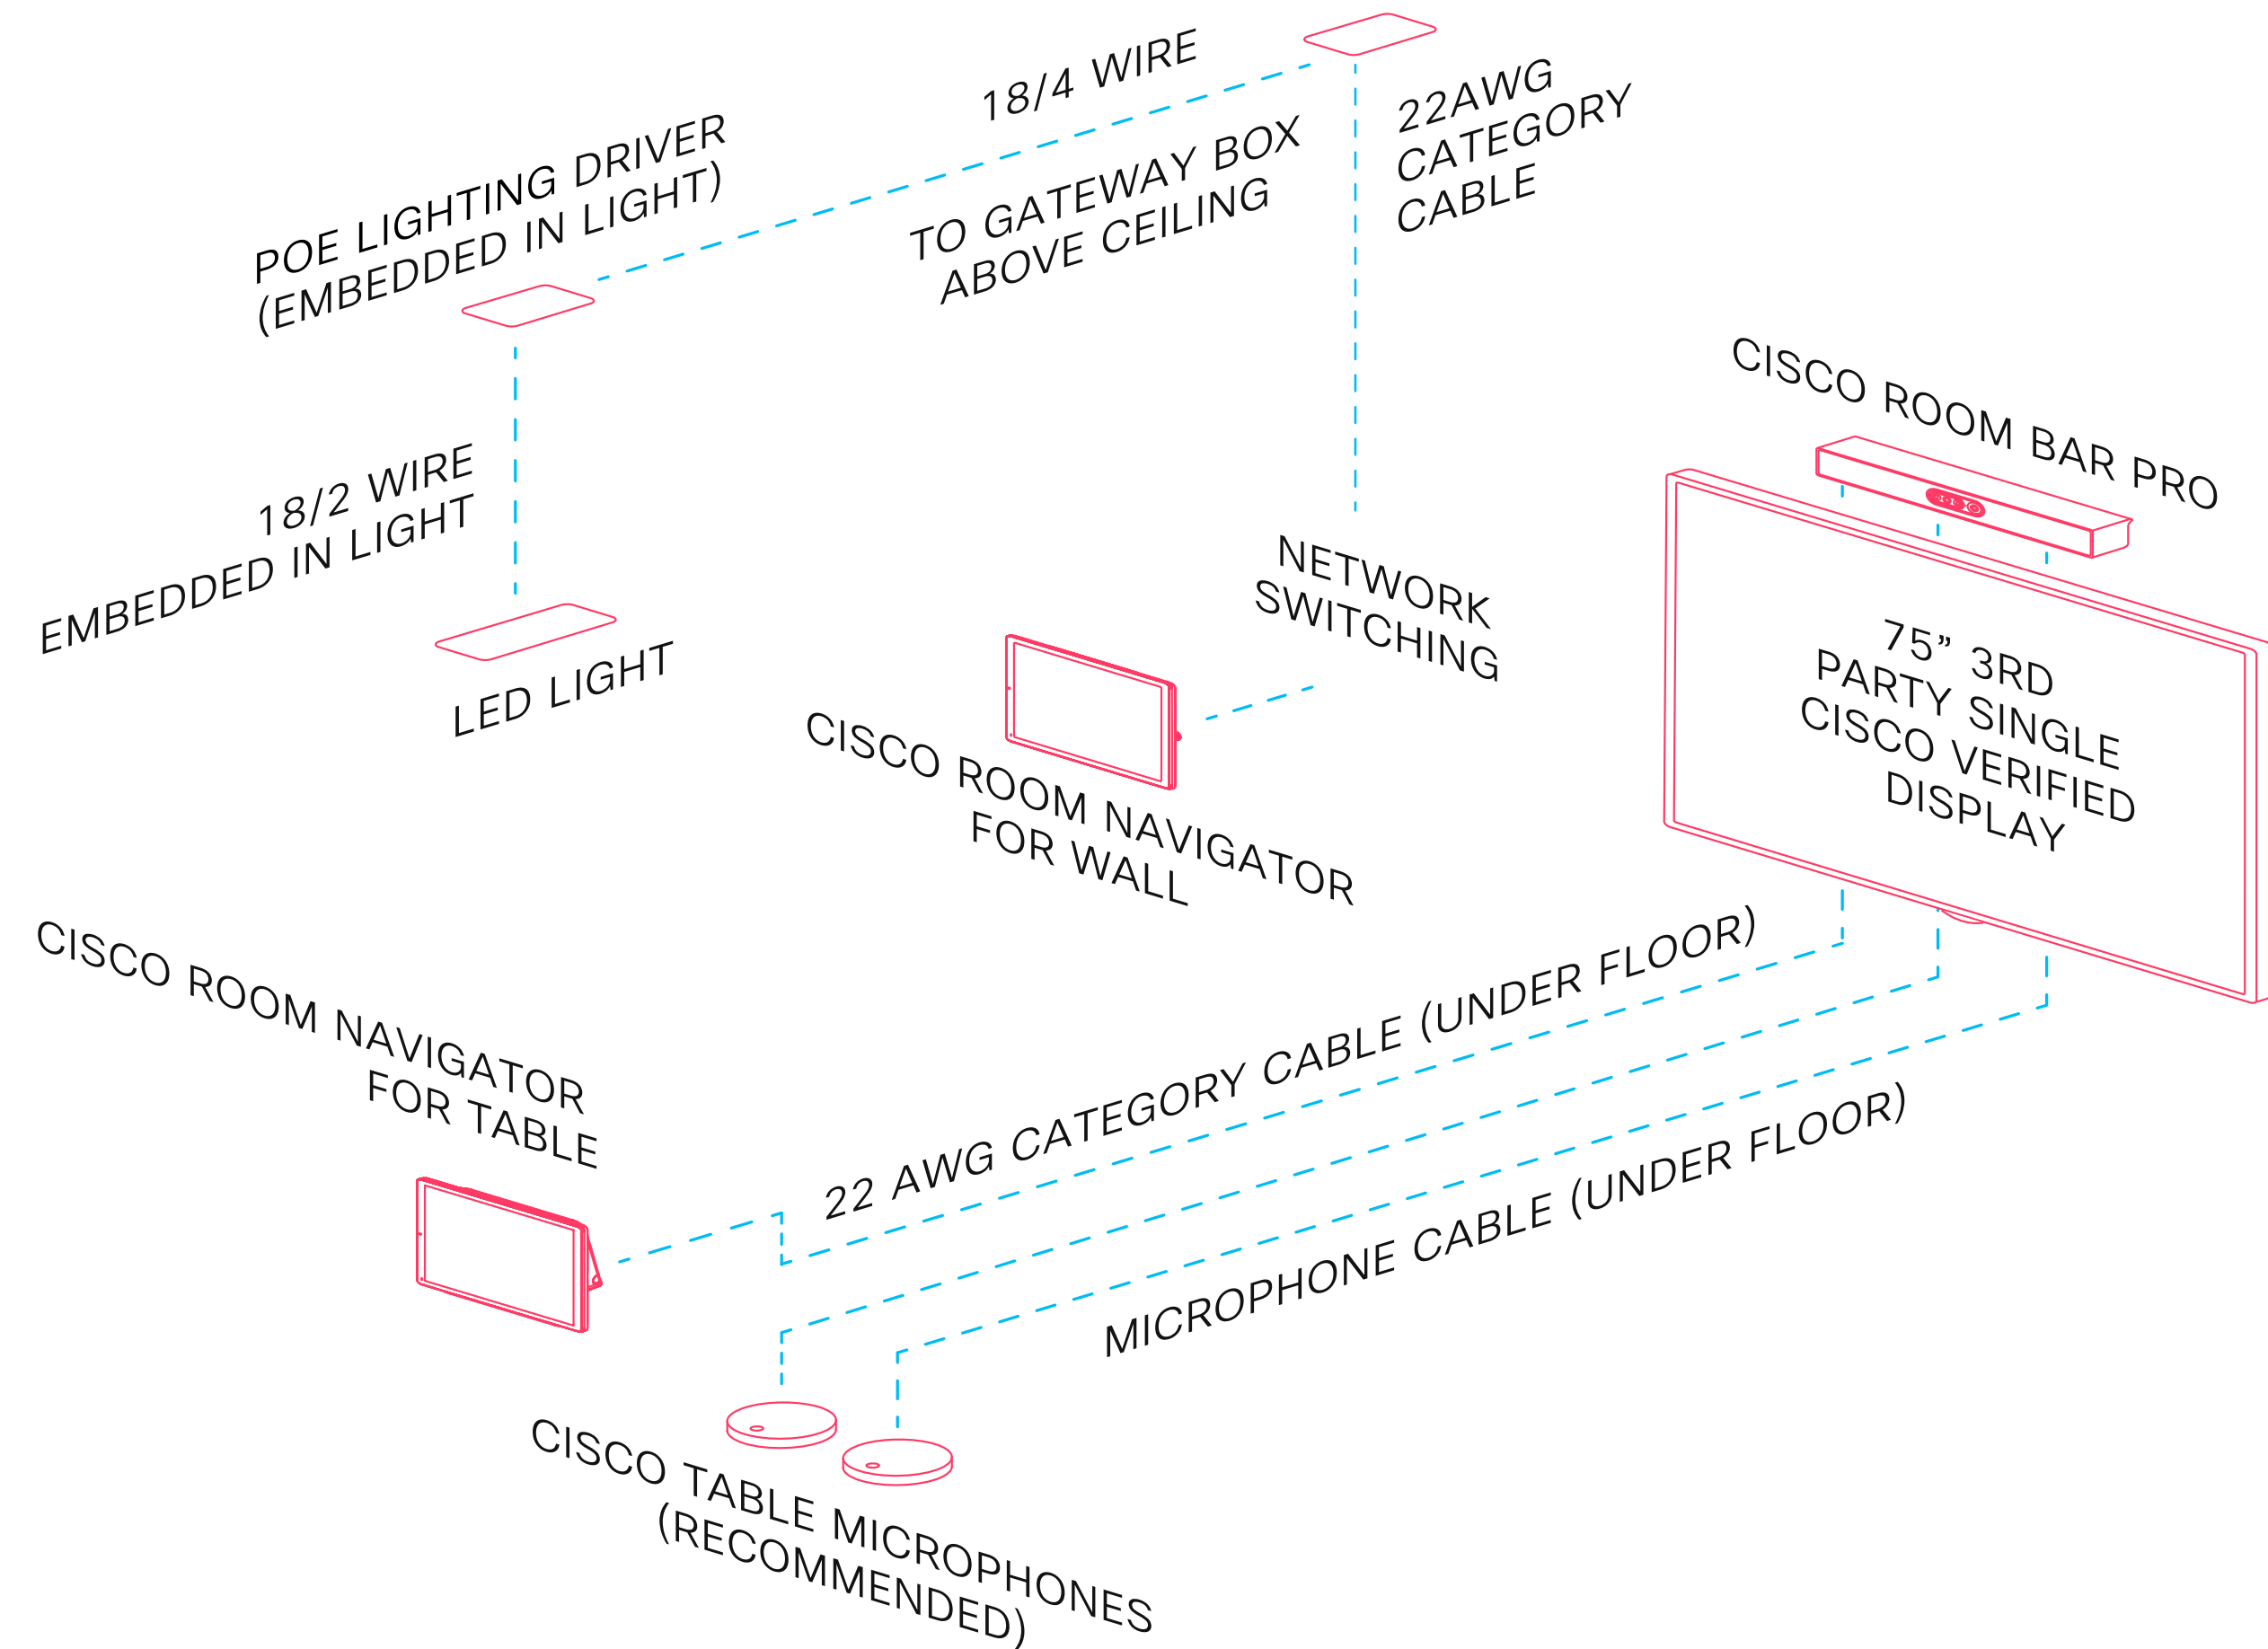 18/4 WIRE
22AWG
CATEGORY
CABLE
POE LIGHTING DRIVER
(EMBEDDED IN LIGHT)
TO GATEWAY BOX
ABOVE CEILING
CISCO ROOM BAR PRO
18/2 WIRE
EMBEDDED IN LIGHT
LED LIGHT
NETWORK
SWITCHING
75” 3RD
PARTY SINGLE
CISCO VERIFIED
DISPLAY
CISCO ROOM NAVIGATOR
FOR WALL
CISCO ROOM NAVIGATOR
FOR TABLE
22 AWG CATEGORY CABLE (UNDER FLOOR)
MICROPHONE CABLE (UNDER FLOOR)
CISCO TABLE MICROPHONES
(RECOMMENDED)